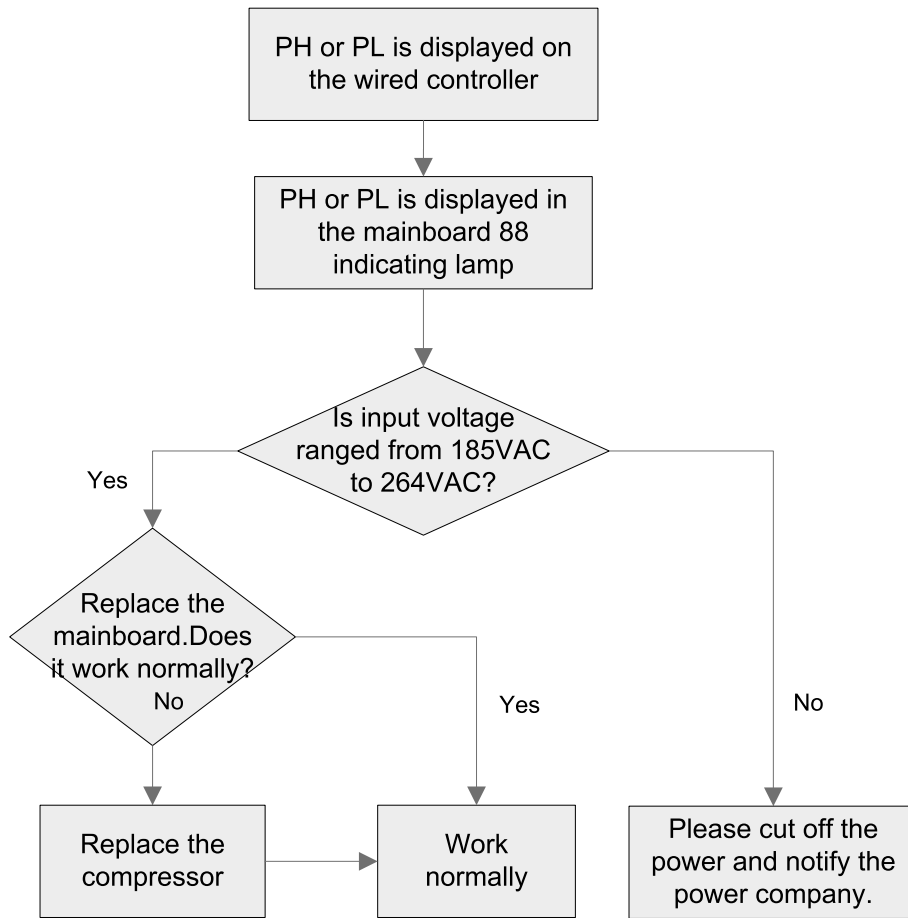 PH or PL is displayed on
the wired controller
PH or PL is displayed in
the mainboard 88
indicating lamp
Is input voltage
ranged from 185VAC
to 264VAC?
Yes
Replace the
mainboard.Does
it work normally?
No
Yes
No
Replace the
compressor
Work
normally
Please cut off the
power and notify the
power company.